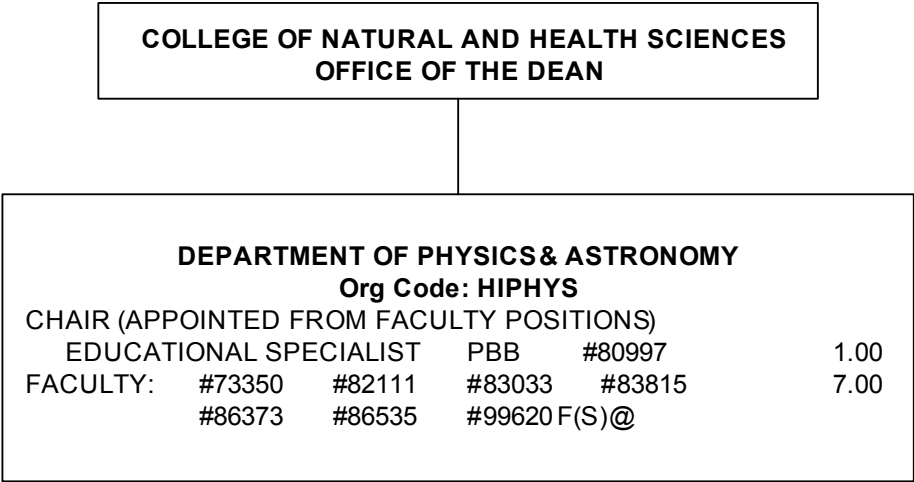 COLLEGE OF NATURAL AND HEALTH SCIENCES
OFFICE OF THE DEAN
DEPARTMENT OF PHYSICS & ASTRONOMY
Org Code: HIPHYS
CHAIR (APPOINTED FROM FACULTY POSITIONS)
EDUCATIONAL SPECIALIST PBB #80997 1.00
FACULTY: #73350 #82111 #83033 #83815 7.00
#86373 #86535 #99620 F(S)@